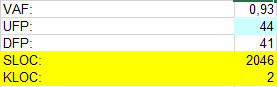 VAF: 0,93
UFP: 44
DFP: 41
SLOC: 2046
KLOC: 2